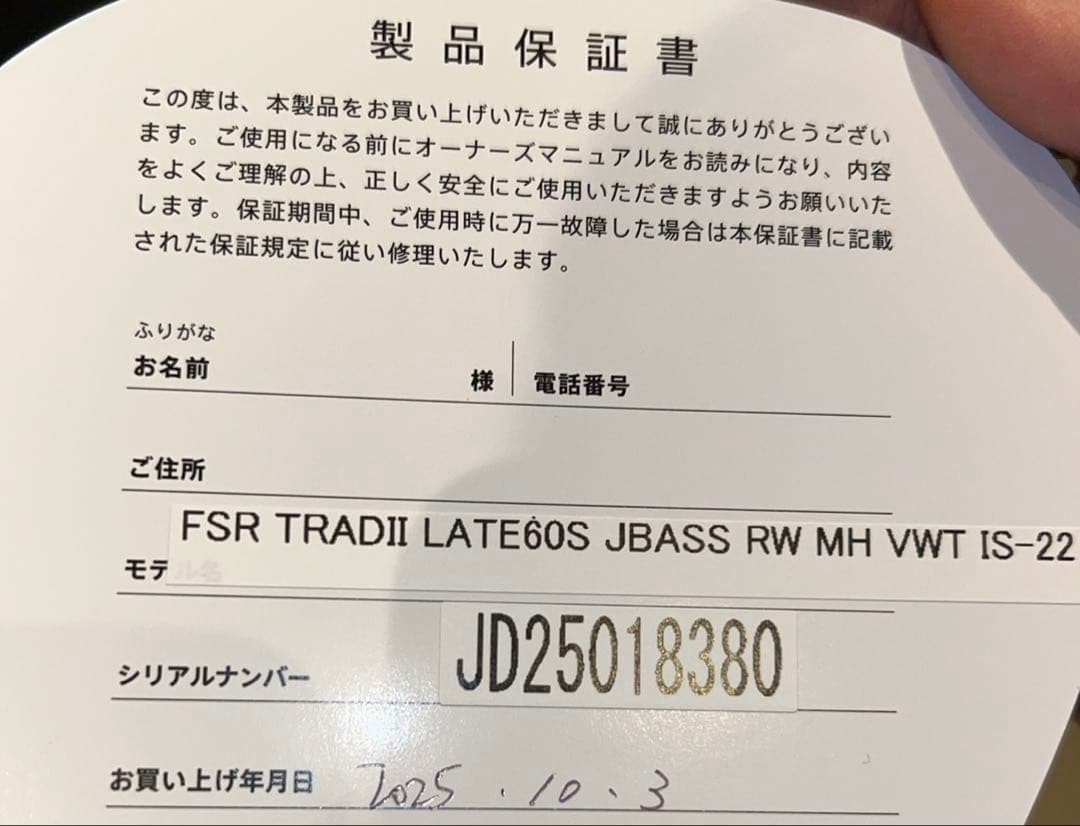 製品保証書
この度は、本製品をお買い上げいただきまして誠にありがとうござい
ます。ご使用になる前にオーナーズマニュアルをお読みになり、内容
をよくご理解の上、正しく安全にご使用いただきますようお願いいた
します。保証期間中、ご使用時に万一故障した場合は本保証書に記載
された保証規定に従い修理いたします。
ふりがな
お名前 様 電話番号
ご住所
FSR TRADII LATE60S JBASS RW MH VWT IS-22
モデル名
シリアルナンバー JD25018380
お買い上げ年月日 2025.10.3